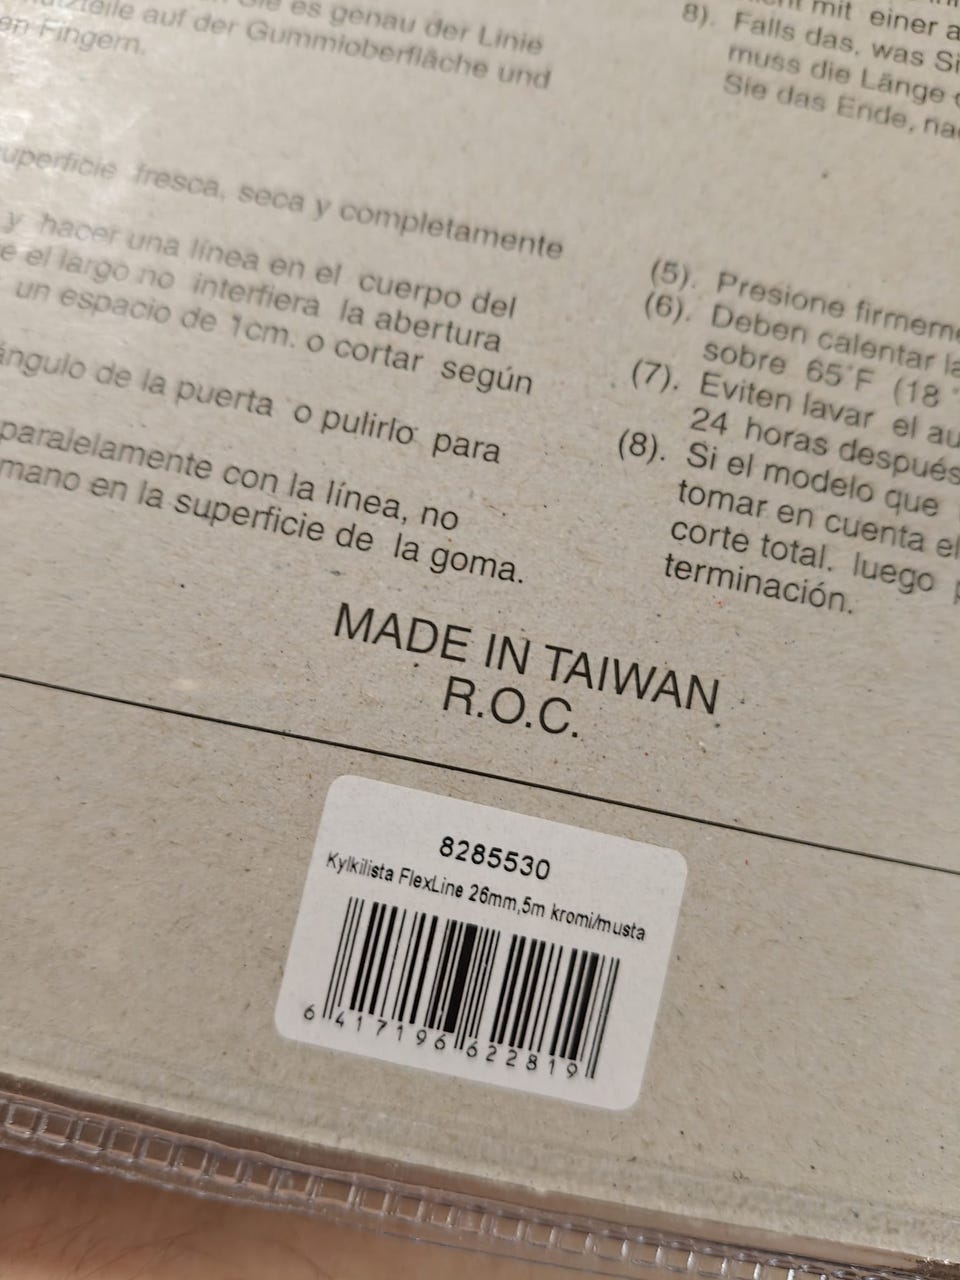 Sie es genau der Linie
auf der Gummioberfläche und
en Fingern.
mit einer
8). Falls das, was Si
muss die Länge
Sie das Ende, na
superficie fresca, seca y completamente
y hacer una línea en el cuerpo del
e el largo no interfiera la abertura
un espacio de 1cm. o cortar según
ángulo de la puerta o pulirlo para
paralelamente con la línea, no
mano en la superficie de la goma.
(5). Presione firmeme
(6). Deben calentar la
sobre 65°F (18 °
(7). Eviten lavar el au
24 horas después
(8). Si el modelo que
tomar en cuenta el
corte total. luego p
terminación.
MADE IN TAIWAN
R.O.C.
8285530
Kylkilista FlexLine 26mm,5m kromi/musta
6 417196 622819